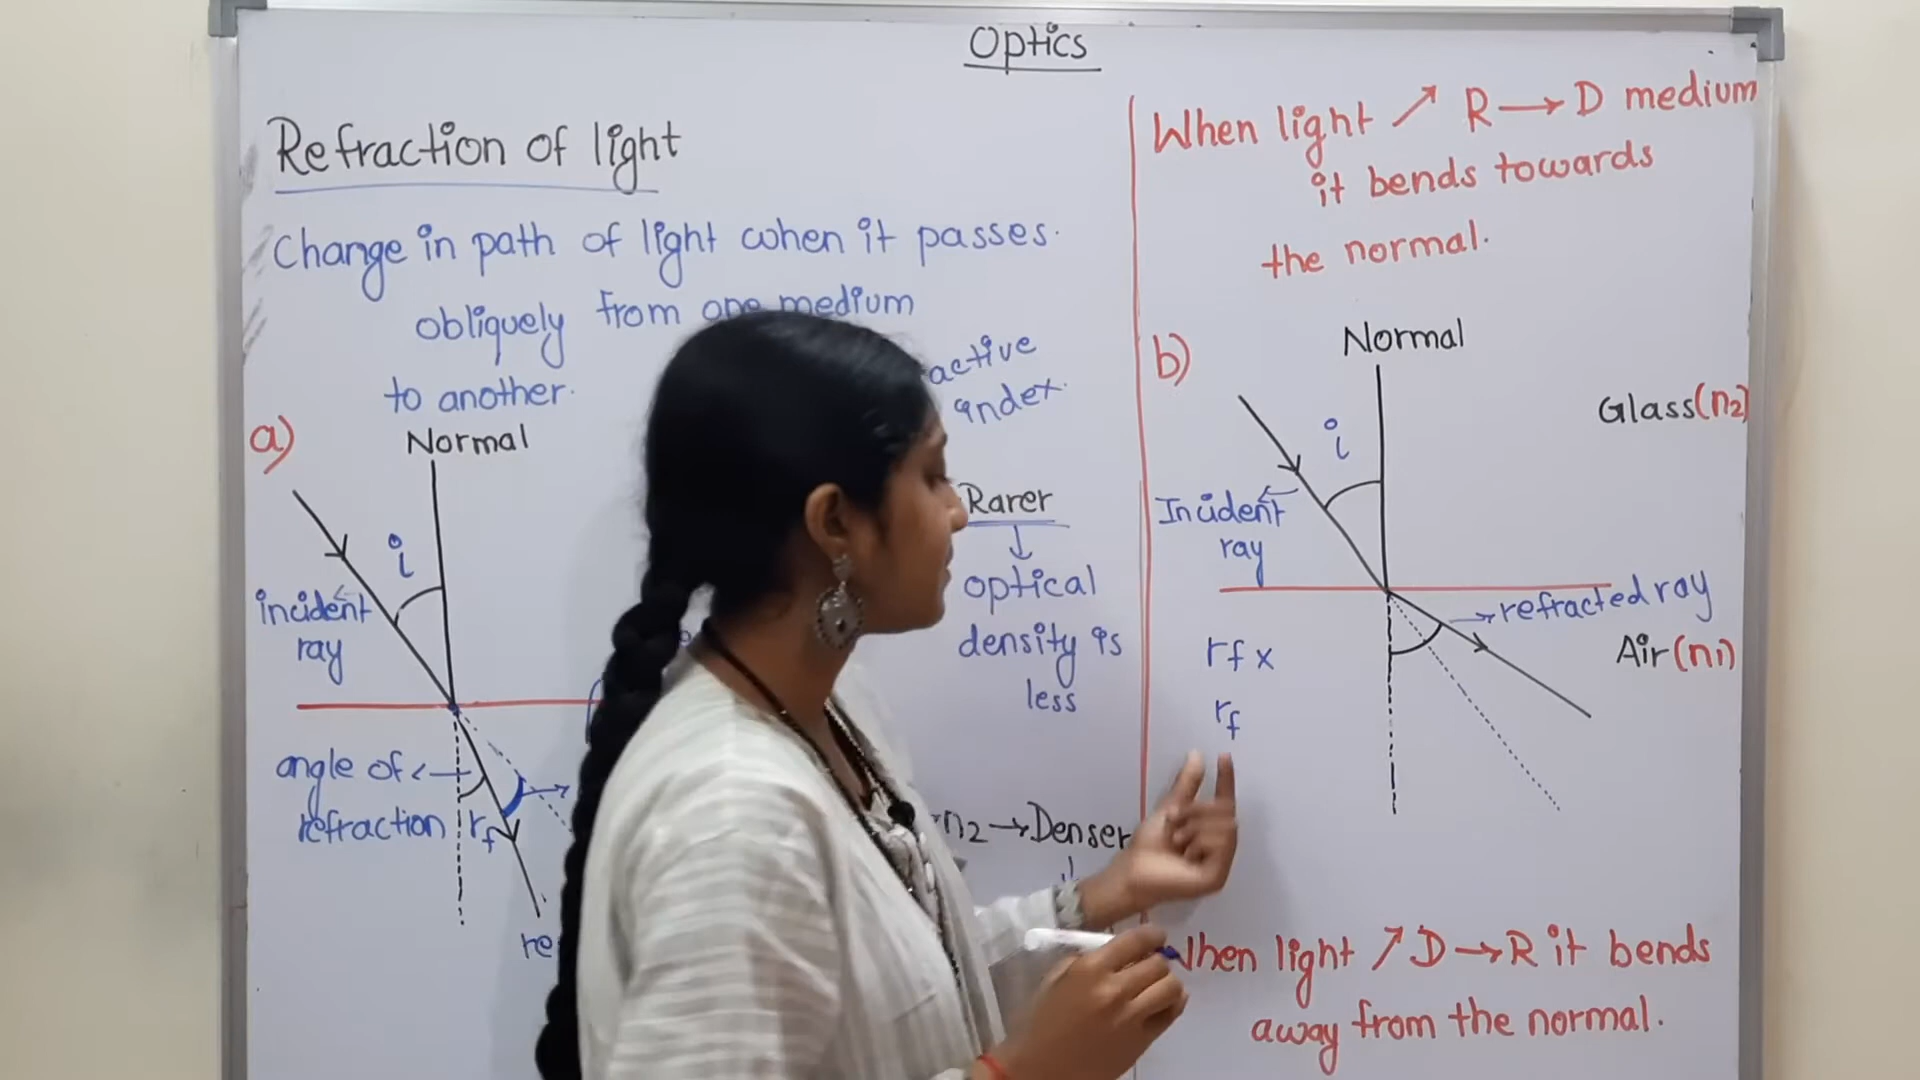 Optics
Refraction of light
Change in path of light when it passes.
obliquely from one medium
to another.
active
index.
a)
Normal
i
incident
ray
angle of
refraction rf
re
Rarer
optical
density is
less
n2 → Denser
When light ↗ R → D medium
it bends towards
the normal.
b)
Normal
Glass(n2)
i
Incident
ray
refracted ray
rf x
Air(n1)
rf
When light ↗ D → R it bends
away from the normal.